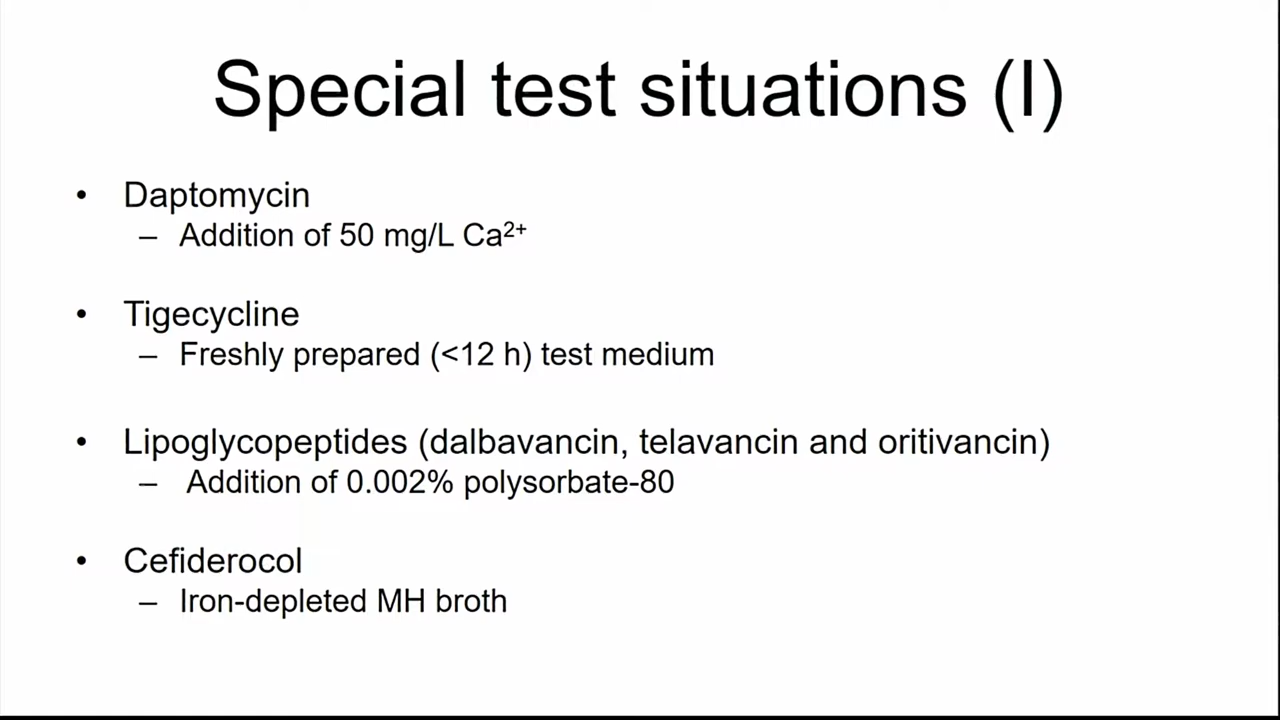 Special test situations (I)
• Daptomycin
– Addition of 50 mg/L Ca²⁺
• Tigecycline
– Freshly prepared (<12 h) test medium
• Lipoglycopeptides (dalbavancin, telavancin and oritivancin)
– Addition of 0.002% polysorbate-80
• Cefiderocol
– Iron-depleted MH broth